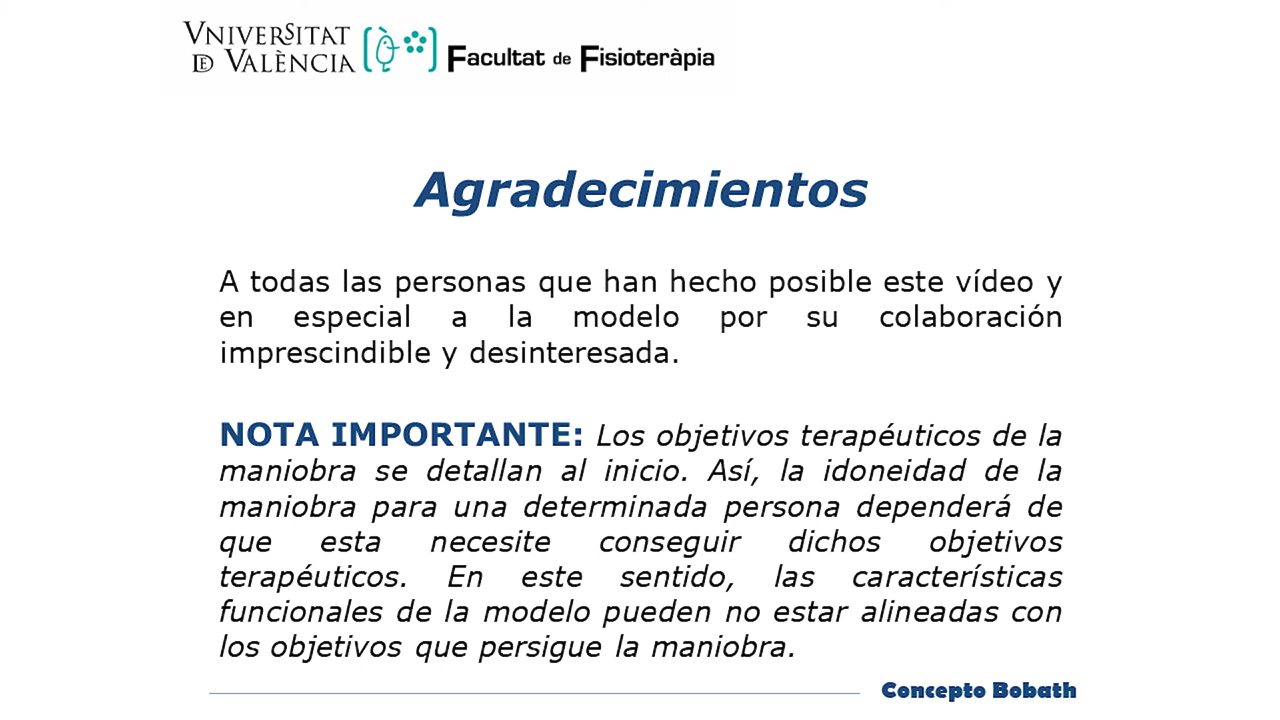 VNIVERSITAT
DE VALÈNCIA
Facultat de Fisioteràpia
Agradecimientos
A todas las personas que han hecho posible este vídeo y
en especial a la modelo por su colaboración
imprescindible y desinteresada.
NOTA IMPORTANTE: Los objetivos terapéuticos de la
maniobra se detallan al inicio. Así, la idoneidad de la
maniobra para una determinada persona dependerá de
que esta necesite conseguir dichos objetivos
terapéuticos. En este sentido, las características
funcionales de la modelo pueden no estar alineadas con
los objetivos que persigue la maniobra.
Concepto Bobath